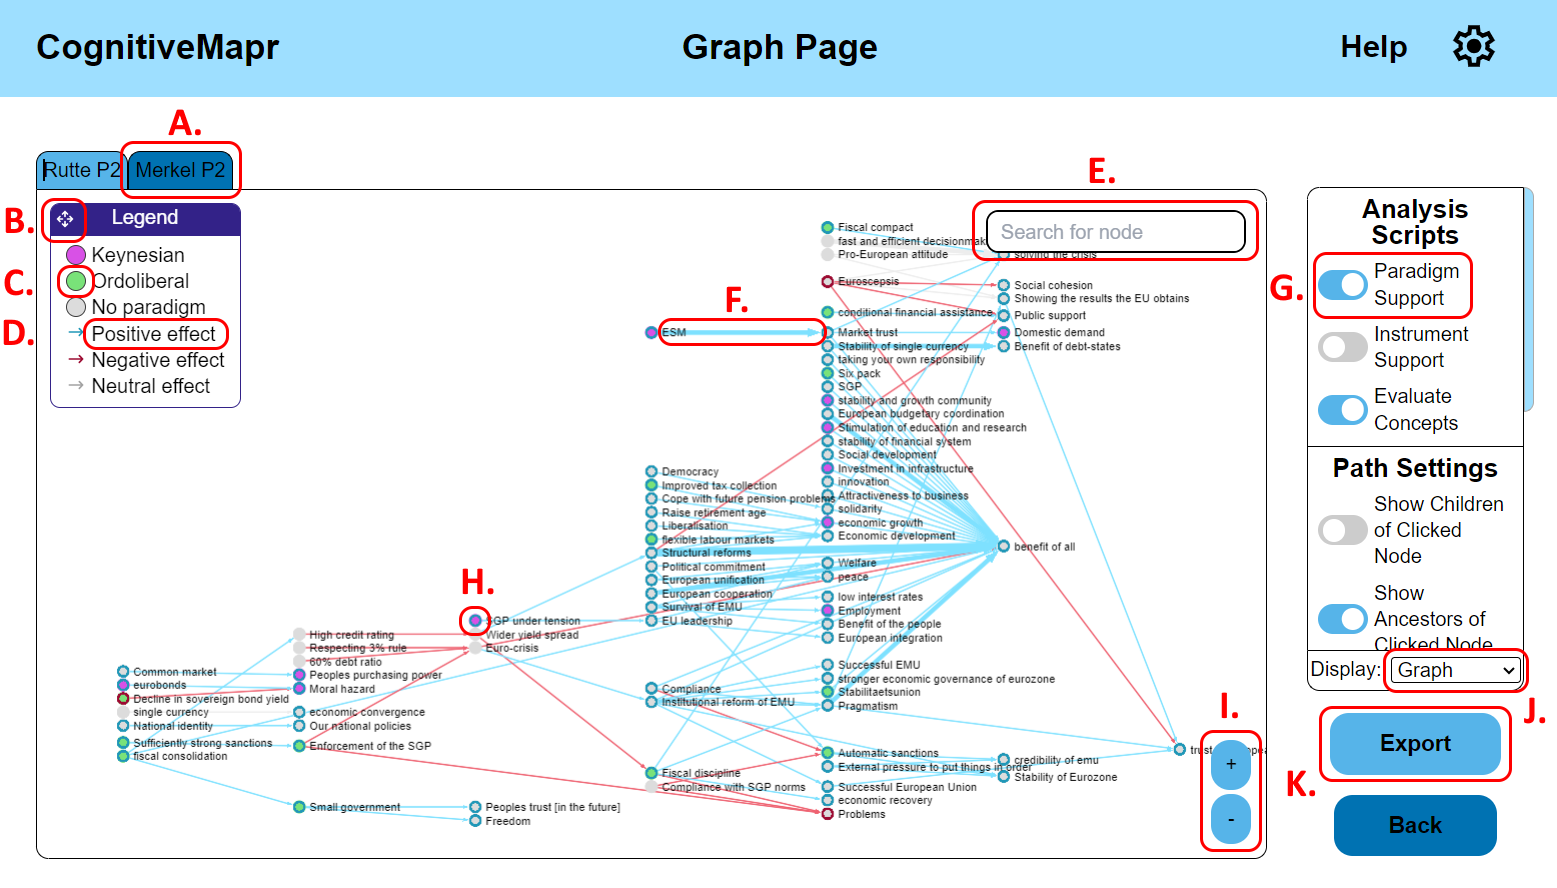 CognitiveMapr
Graph Page
Help
A.
Rutte P2
Merkel P2
E.
B.
Legend
Search for node
Analysis
Scripts
C.
Keynesian
Ordoliberal
No paradigm
D.
Positive effect
Negative effect
Neutral effect
G.
Paradigm
Support
Instrument
Support
Evaluate
Concepts
Path Settings
Show Children
of Clicked
Node
Show
Ancestors of
Clicked Node
Display:
Graph
J.
Export
K.
Back
F.
H.
I.
+
-
Fiscal compact
fast and efficient decisionmak
Pro-European attitude
solving the crisis
Euroscepsis
Social cohesion
Showing the results the EU obtains
conditional financial assistance
Public support
ESM
Market trust
Domestic demand
Stability of single currency
Benefit of debt-states
taking your own responsibility
Six pack
SGP
stability and growth community
European budgetary coordination
Stimulation of education and research
stability of financial system
Social development
Investment in infrastructure
innovation
Attractiveness to business
solidarity
economic growth
Economic development
Democracy
Improved tax collection
Cope with future pension problems
Raise retirement age
Liberalisation
flexible labour markets
Structural reforms
Political commitment
European unification
European cooperation
Survival of EMU
EU leadership
benefit of all
Welfare
peace
low interest rates
Employment
Benefit of the people
European integration
SGP under tension
Wider yield spread
Euro-crisis
High credit rating
Respecting 3% rule
60% debt ratio
Peoples purchasing power
Moral hazard
economic convergence
Our national policies
Enforcement of the SGP
Common market
eurobonds
Decline in sovereign bond yield
single currency
National identity
Sufficiently strong sanctions
fiscal consolidation
Small government
Peoples trust [in the future]
Freedom
Compliance
Institutional reform of EMU
Fiscal discipline
Compliance with SGP norms
Successful EMU
stronger economic governance of eurozone
Stabilitaetsunion
Pragmatism
Automatic sanctions
External pressure to put things in order
Successful European Union
economic recovery
Problems
credibility of emu
Stability of Eurozone